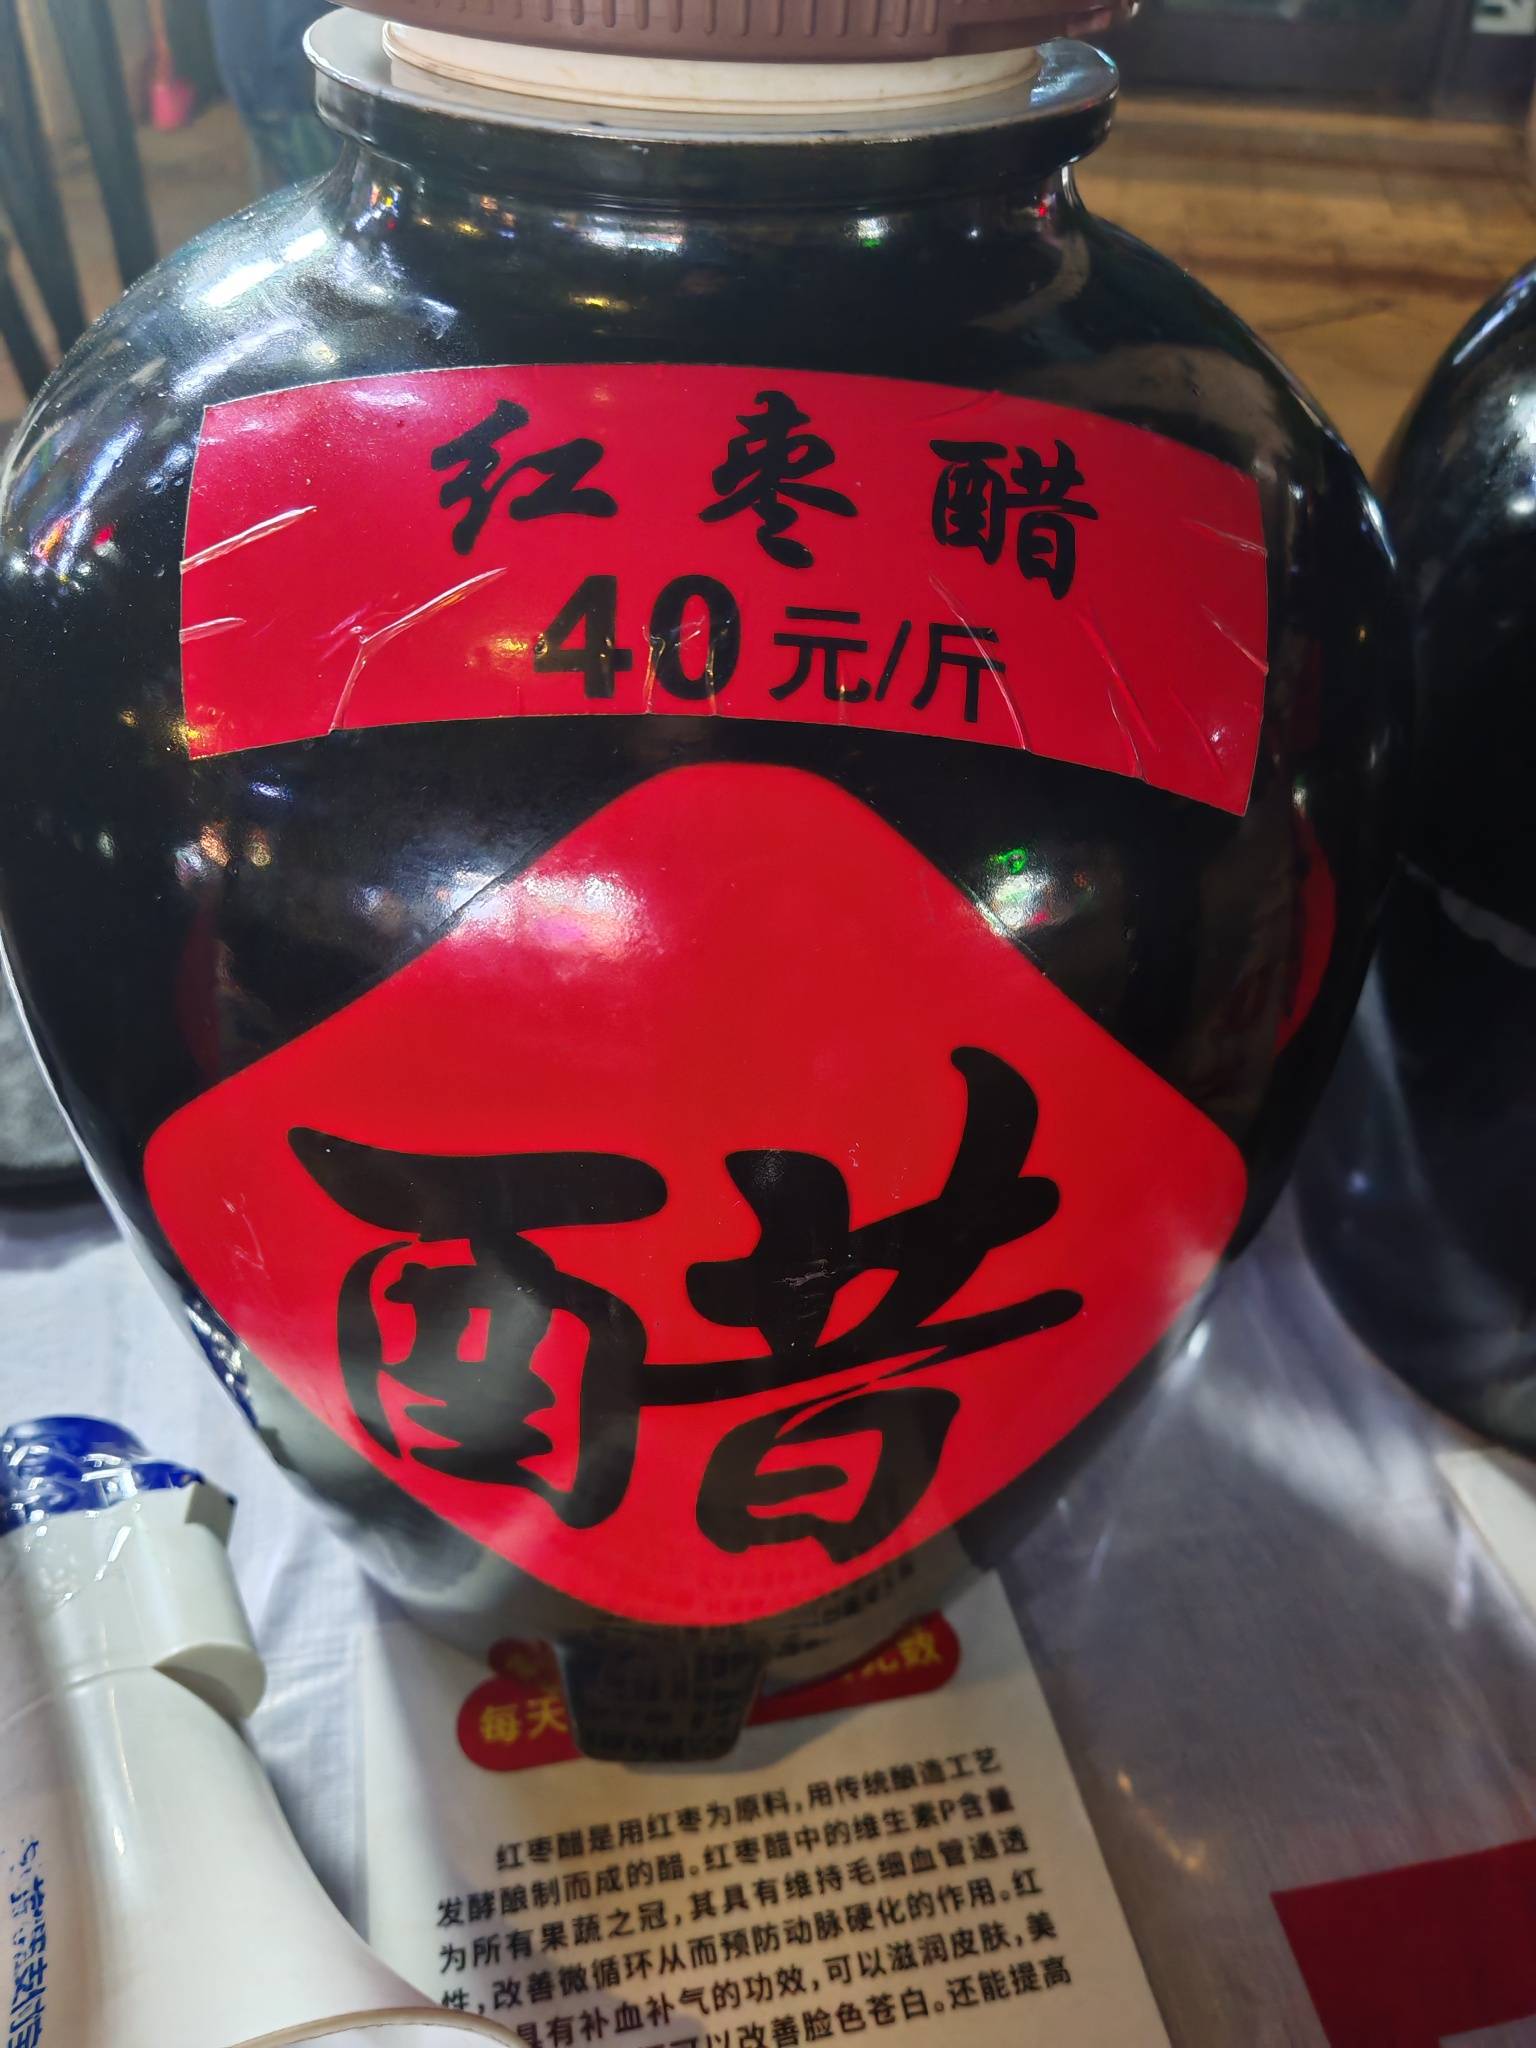 红枣醋
40元/斤
醋
每天
红枣醋是用红枣为原料,用传统酿造工艺
发酵酿制而成的醋。红枣醋中的维生素P含量
为所有果蔬之冠,其具有维持毛细血管通透
性,改善微循环从而预防动脉硬化的作用。红
具有补血补气的功效,可以滋润皮肤,美
可以改善脸色苍白。还能提高